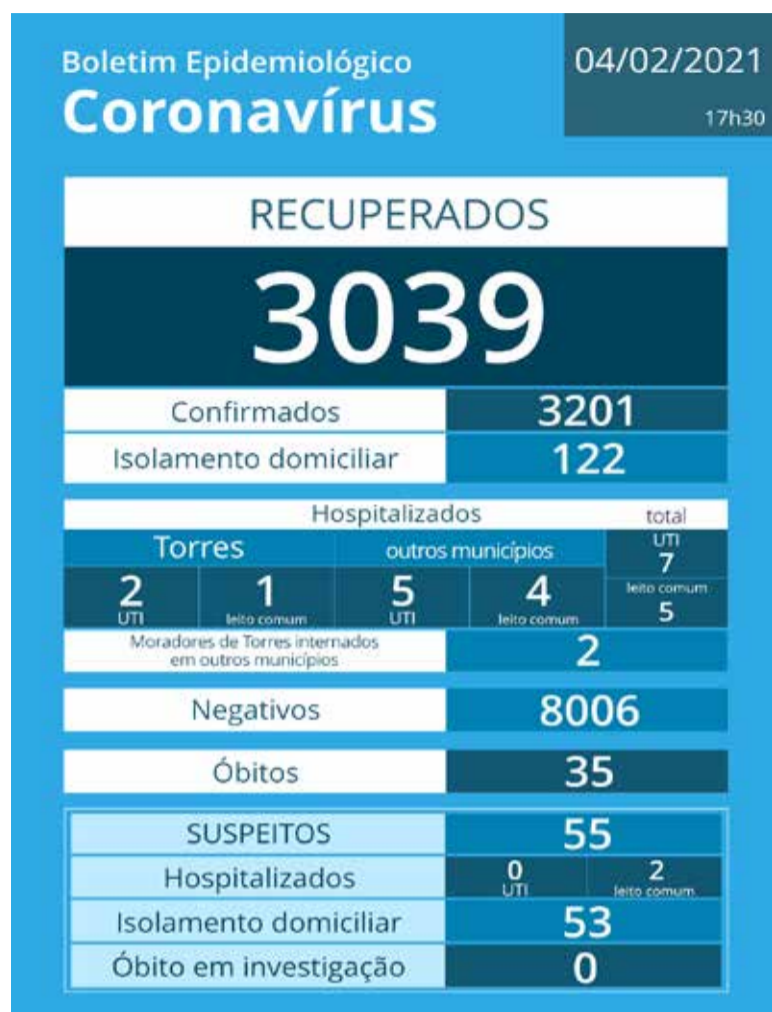 Boletim Epidemiológico
Coronavírus
04/02/2021
17h30
RECUPERADOS
3039
Confirmados 3201
Isolamento domiciliar 122
Hospitalizados total
Torres outros municípios
UTI
7
2 1 5 4
UTI leito comum UTI leito comum
leito comum
5
Moradores de Torres internados
em outros municípios
2
Negativos 8006
Óbitos 35
SUSPEITOS 55
Hospitalizados
0 2
UTI leito comum
Isolamento domiciliar 53
Óbito em investigação 0